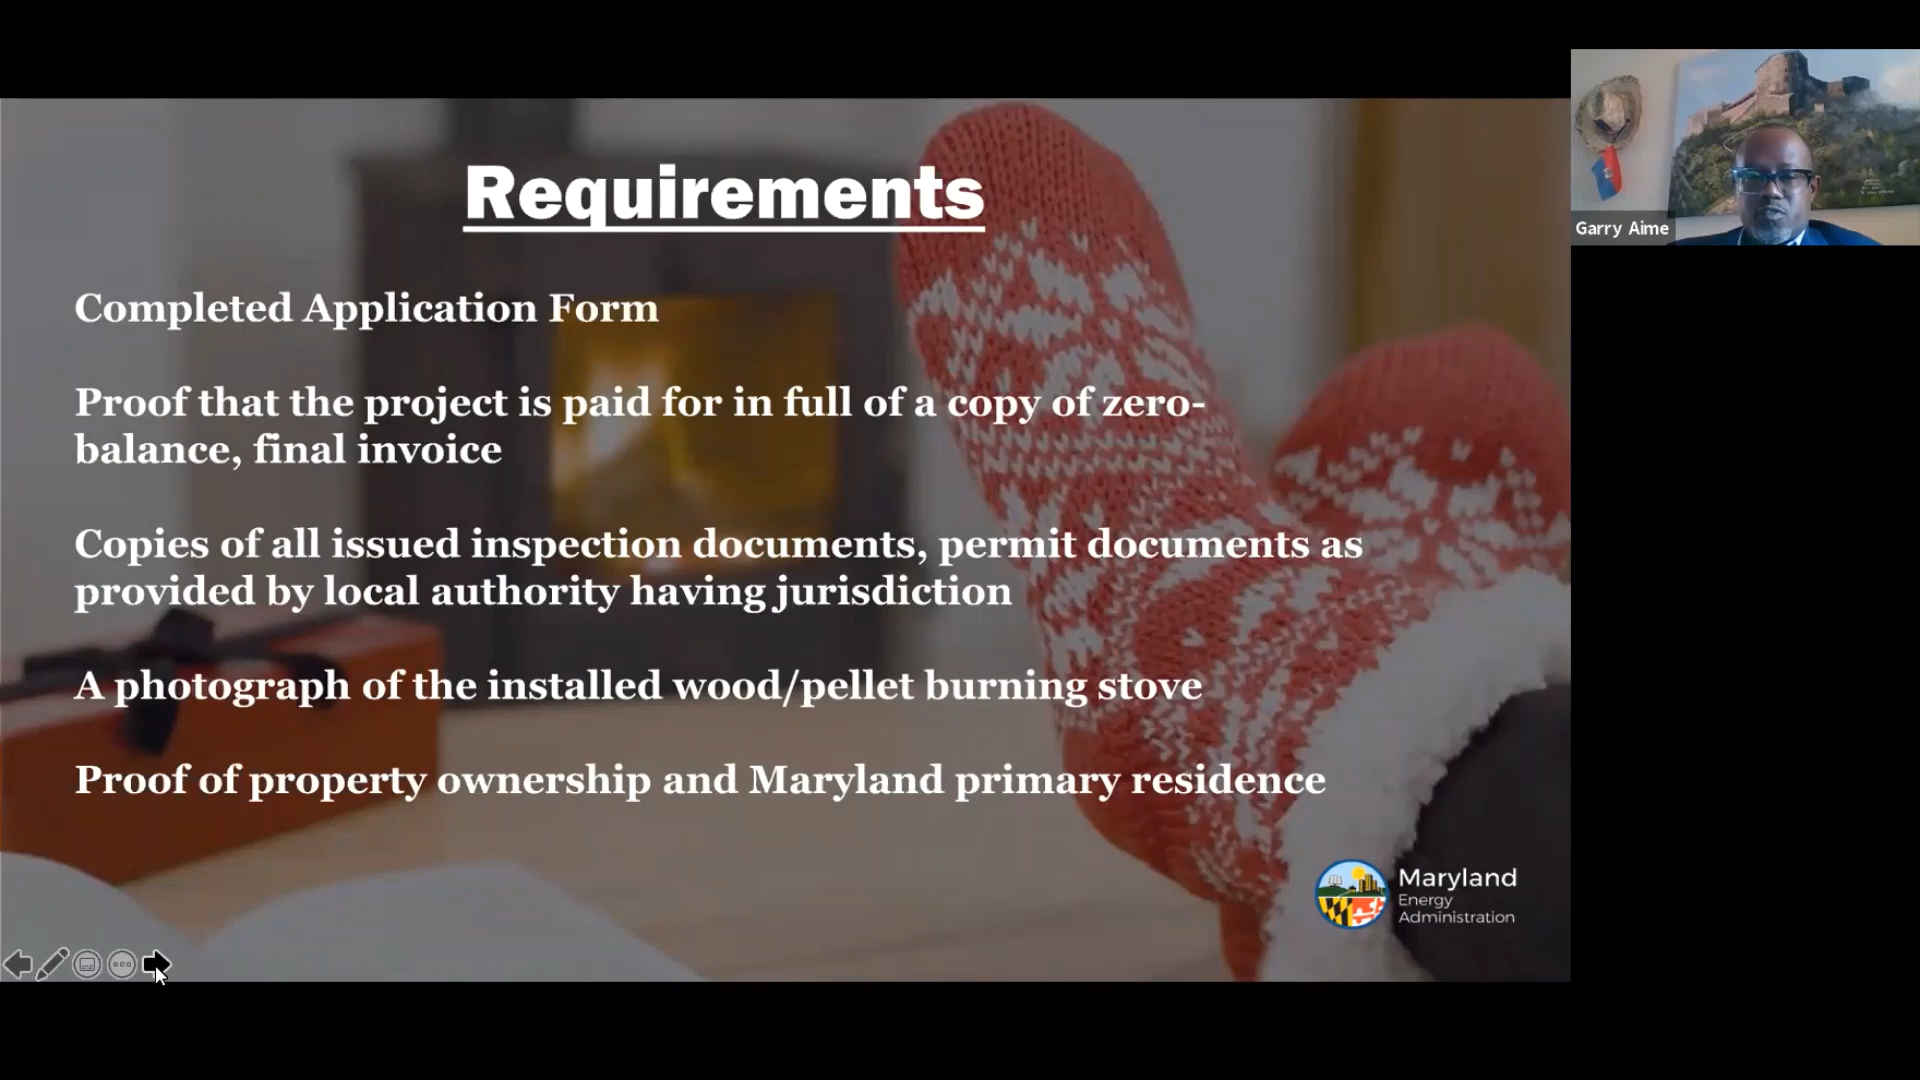 Requirements
Completed Application Form
Proof that the project is paid for in full of a copy of zero-
balance, final invoice
Copies of all issued inspection documents, permit documents as
provided by local authority having jurisdiction
A photograph of the installed wood/pellet burning stove
Proof of property ownership and Maryland primary residence
Maryland
Energy
Administration
Garry Aime